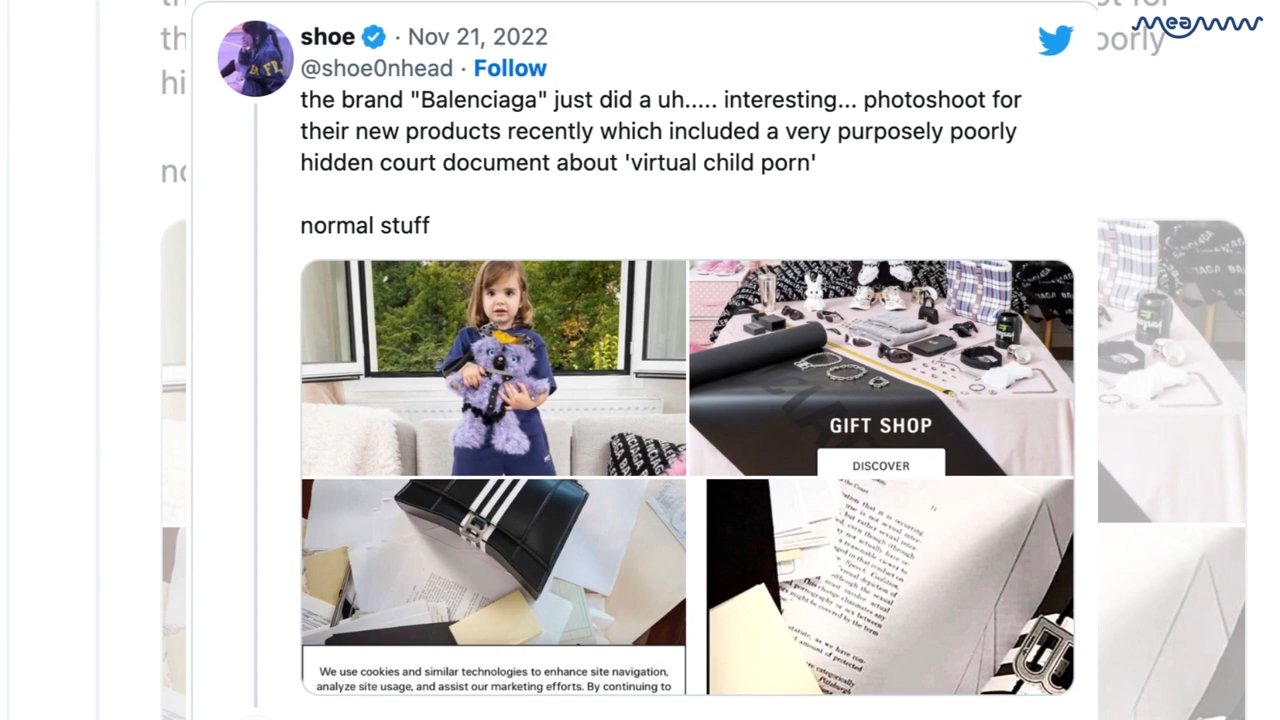 shoe · Nov 21, 2022
@shoe0nhead · Follow
the brand "Balenciaga" just did a uh..... interesting... photoshoot for
their new products recently which included a very purposely poorly
hidden court document about 'virtual child porn'
normal stuff
GIFT SHOP
DISCOVER
We use cookies and similar technologies to enhance site navigation,
analyze site usage, and assist our marketing efforts. By continuing to
poorly